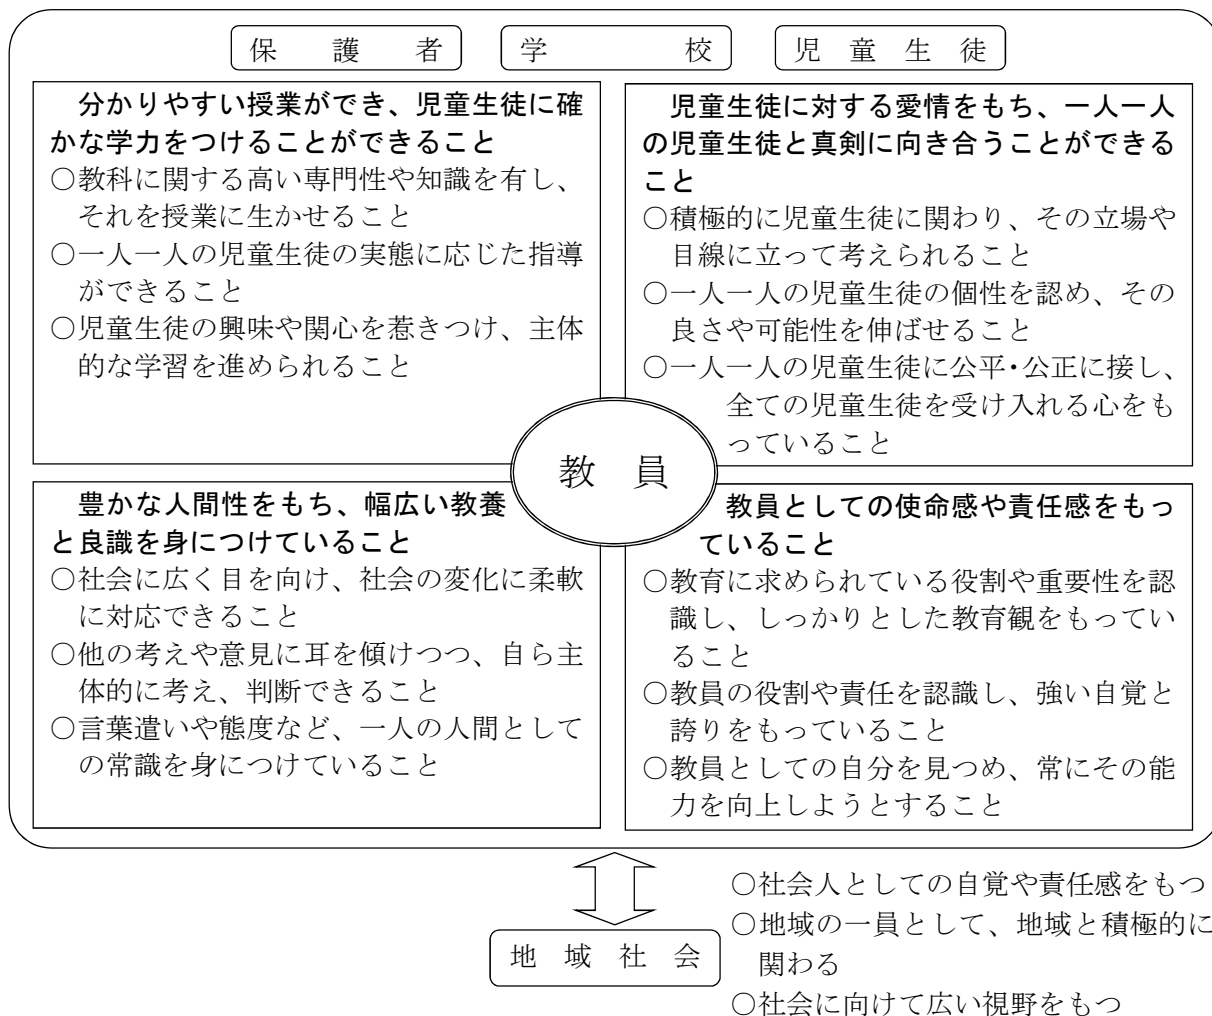 保護者 学校 児童生徒
分かりやすい授業ができ、児童生徒に確
かな学力をつけることができること
○教科に関する高い専門性や知識を有し、
それを授業に生かせること
○一人一人の児童生徒の実態に応じた指導
ができること
○児童生徒の興味や関心を惹きつけ、主体
的な学習を進められること
児童生徒に対する愛情をもち、一人一人
の児童生徒と真剣に向き合うことができる
こと
○積極的に児童生徒に関わり、その立場や
目線に立って考えられること
○一人一人の児童生徒の個性を認め、その
良さや可能性を伸ばせること
○一人一人の児童生徒に公平・公正に接し、
全ての児童生徒を受け入れる心をも
っていること
教員
豊かな人間性をもち、幅広い教養
と良識を身につけていること
○社会に広く目を向け、社会の変化に柔軟
に対応できること
○他の考えや意見に耳を傾けつつ、自ら主
体的に考え、判断できること
○言葉遣いや態度など、一人の人間として
の常識を身につけていること
教員としての使命感や責任感をもっ
ていること
○教育に求められている役割や重要性を認
識し、しっかりとした教育観をもってい
ること
○教員の役割や責任を認識し、強い自覚と
誇りをもっていること
○教員としての自分を見つめ、常にその能
力を向上しようとすること
地域社会
○社会人としての自覚や責任感をもつ
○地域の一員として、地域と積極的に
関わる
○社会に向けて広い視野をもつ